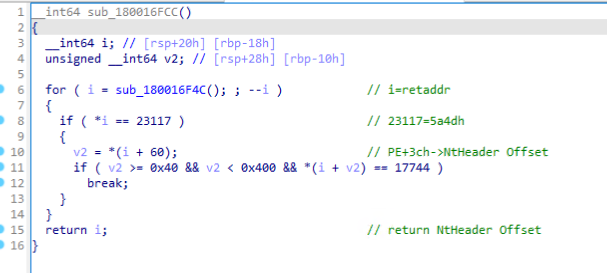 1 __int64 sub_180016FCC()
2 {
3 __int64 i; // [rsp+20h] [rbp-18h]
4 unsigned __int64 v2; // [rsp+28h] [rbp-10h]
5
6 for ( i = sub_180016F4C(); ; --i ) // i=retaddr
7 {
8 if ( *i == 23117 ) // 23117=5a4dh
9 {
10 v2 = *(i + 60); // PE+3ch->NtHeader Offset
11 if ( v2 >= 0x40 && v2 < 0x400 && *(i + v2) == 17744 )
12 break;
13 }
14 }
15 return i; // return NtHeader Offset
16 }